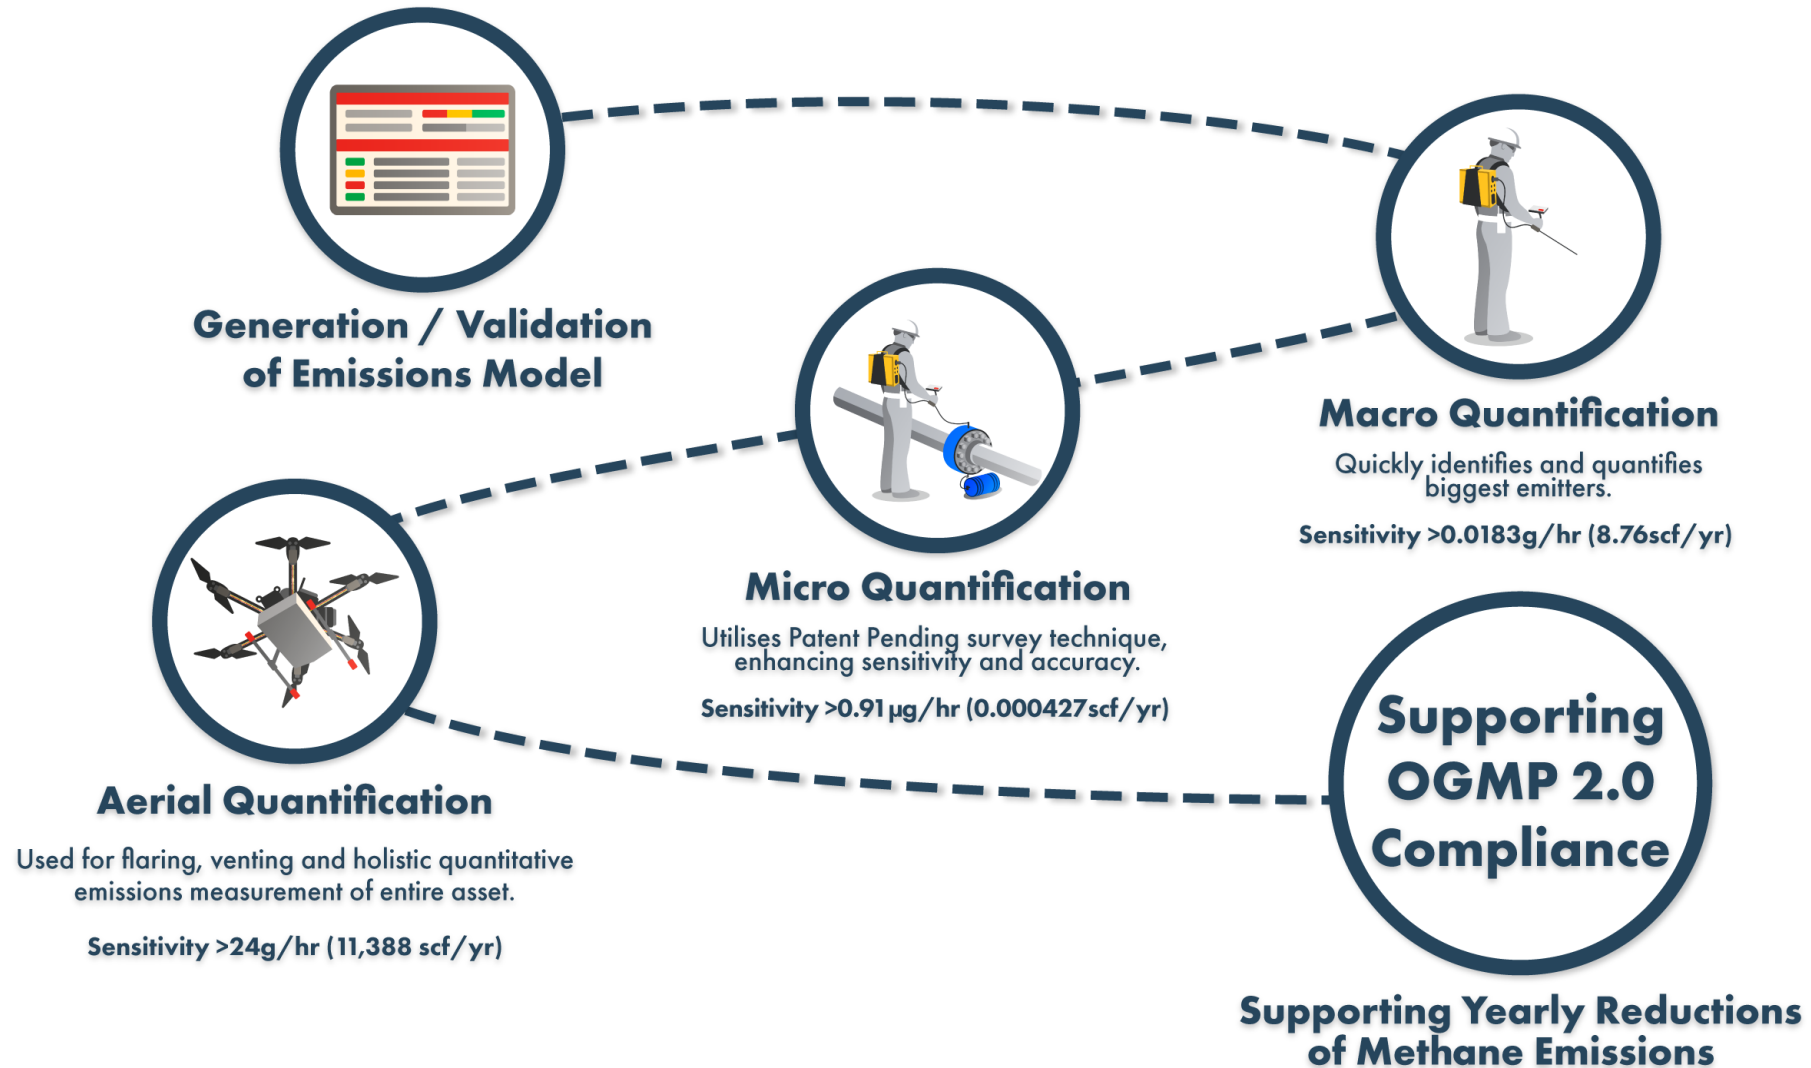 Generation / Validation
of Emissions Model
Macro Quantification
Quickly identifies and quantifies
biggest emitters.
Sensitivity >0.0183g/hr (8.76scf/yr)
Micro Quantification
Utilises Patent Pending survey technique,
enhancing sensitivity and accuracy.
Sensitivity >0.91µg/hr (0.000427scf/yr)
Aerial Quantification
Used for flaring, venting and holistic quantitative
emissions measurement of entire asset.
Sensitivity >24g/hr (11,388 scf/yr)
Supporting
OGMP 2.0
Compliance
Supporting Yearly Reductions
of Methane Emissions